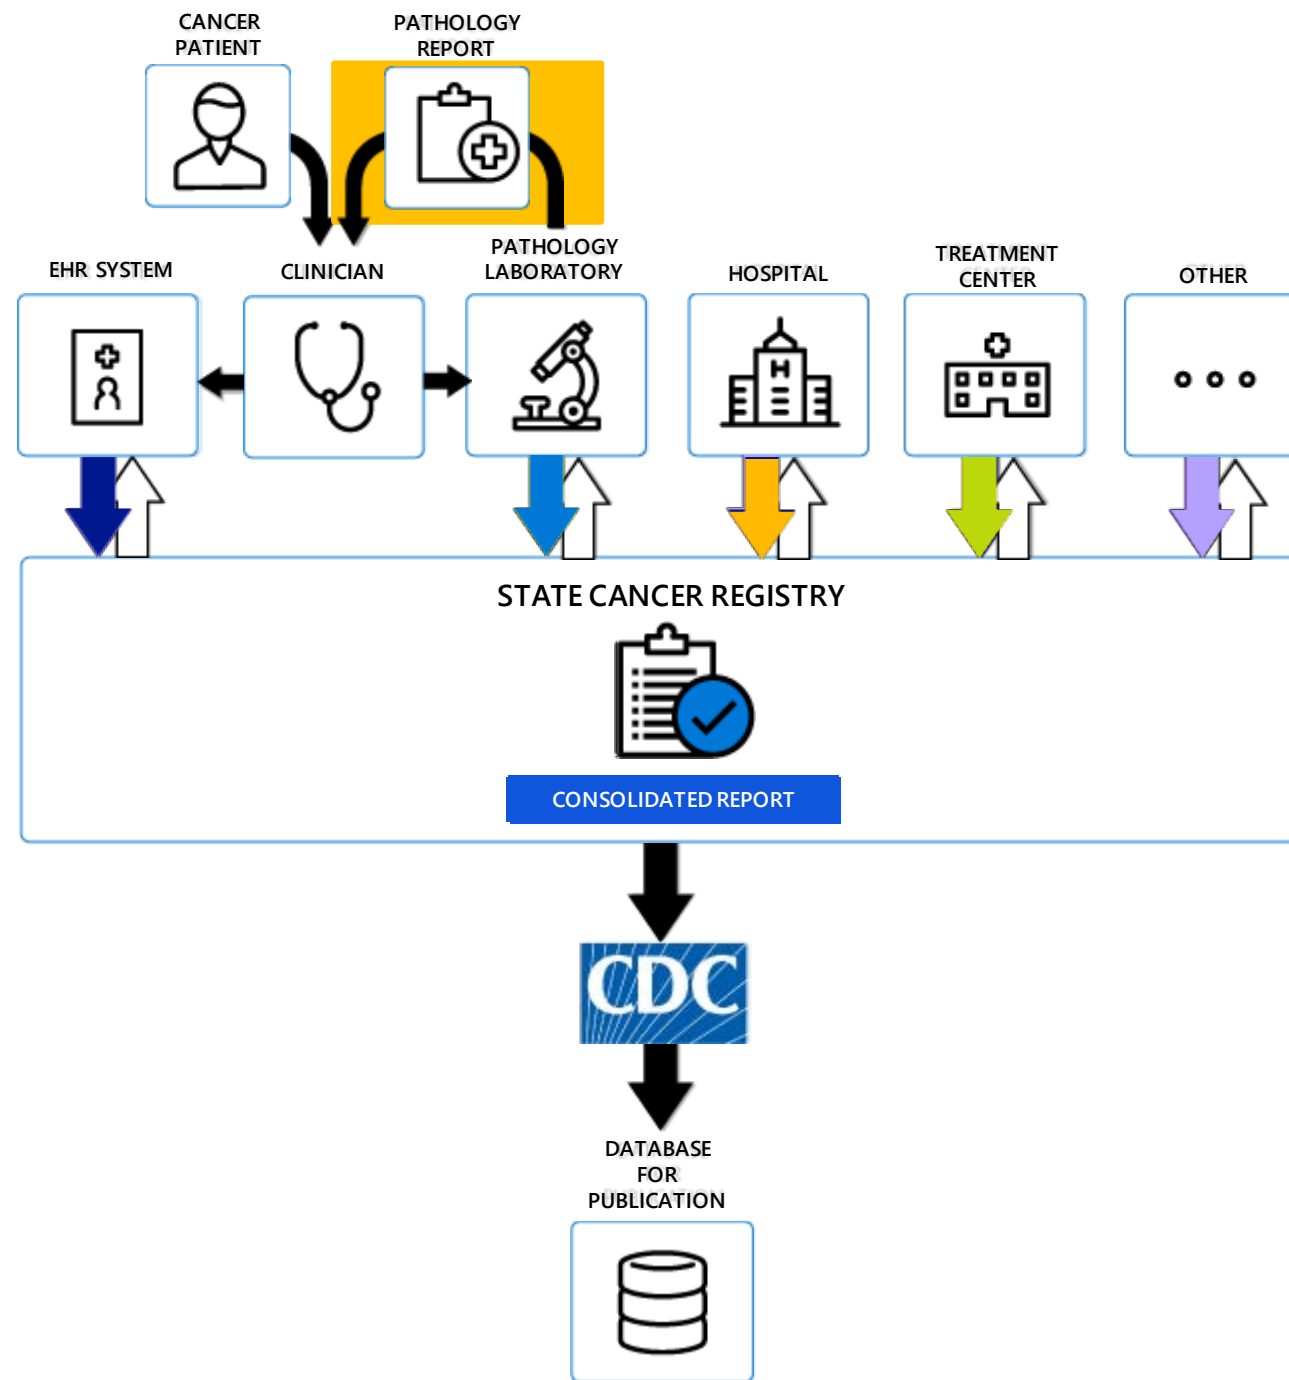 CANCER
PATIENT
PATHOLOGY
REPORT
EHR SYSTEM
CLINICIAN
PATHOLOGY
LABORATORY
HOSPITAL
TREATMENT
CENTER
OTHER
H
STATE CANCER REGISTRY
CONSOLIDATED REPORT
CDC
DATABASE
FOR
PUBLICATION